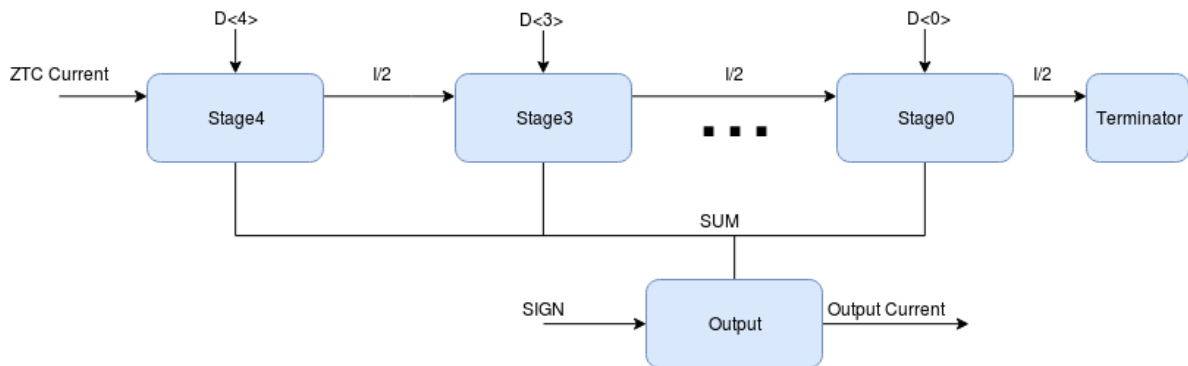 D<4>
D<3>
D<0>
ZTC Current
I/2
I/2
I/2
Stage4
Stage3
Stage0
Terminator
SUM
SIGN
Output
Output Current